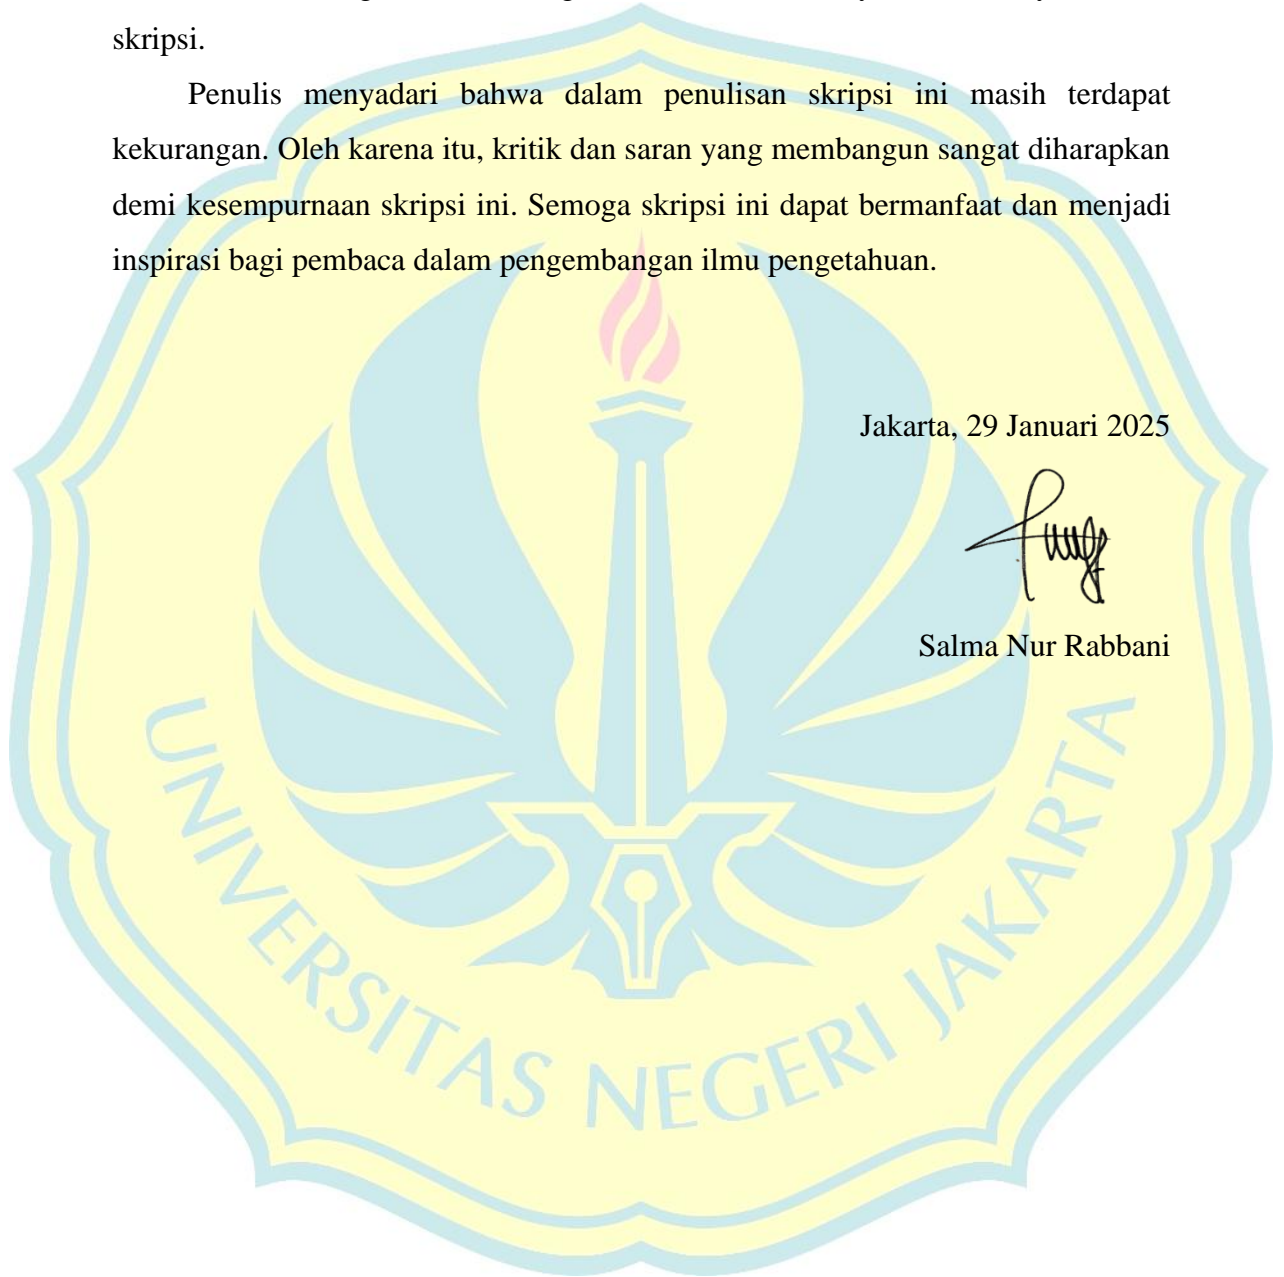 skripsi.
Penulis menyadari bahwa dalam penulisan skripsi ini masih terdapat
kekurangan. Oleh karena itu, kritik dan saran yang membangun sangat diharapkan
demi kesempurnaan skripsi ini. Semoga skripsi ini dapat bermanfaat dan menjadi
inspirasi bagi pembaca dalam pengembangan ilmu pengetahuan.
Jakarta, 29 Januari 2025
Salma Nur Rabbani
UNIVERSITAS NEGERI JAKARTA